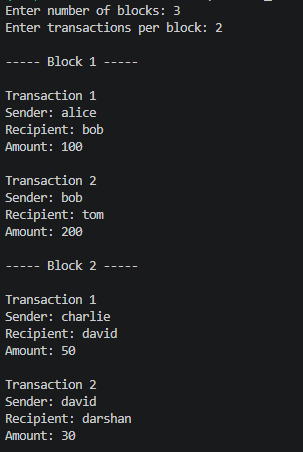 Enter number of blocks: 3
Enter transactions per block: 2
----- Block 1 -----
Transaction 1
Sender: alice
Recipient: bob
Amount: 100
Transaction 2
Sender: bob
Recipient: tom
Amount: 200
----- Block 2 -----
Transaction 1
Sender: charlie
Recipient: david
Amount: 50
Transaction 2
Sender: david
Recipient: darshan
Amount: 30